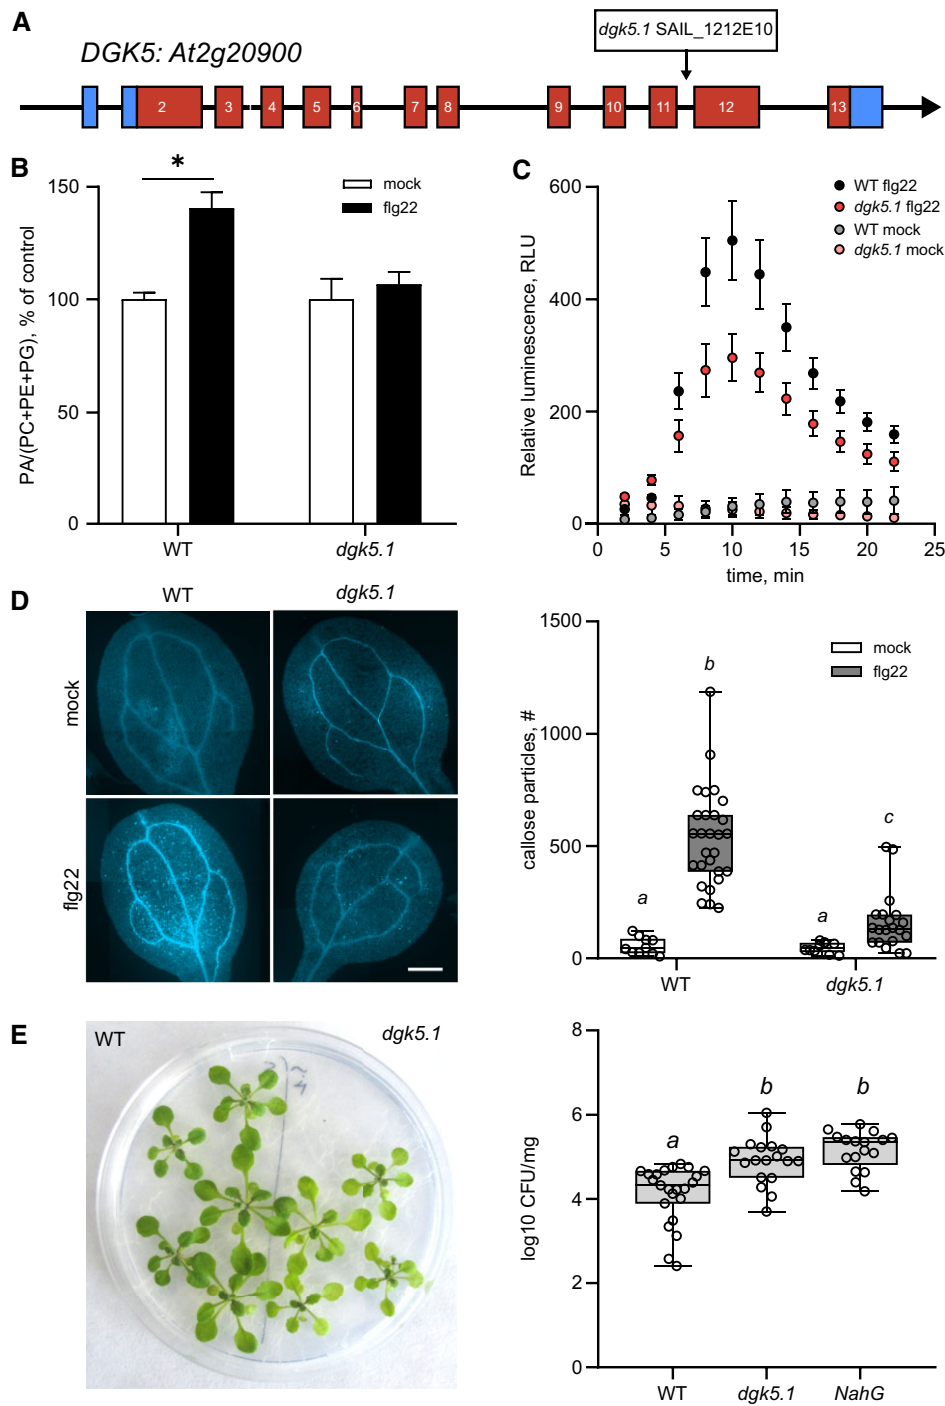 A
dgk5.1 SAIL_1212E10
DGK5: At2g20900
2 3 4 5 6 7 8 9 10 11 12 13
B
*
mock
flg22
PA/(PC+PE+PG), % of control
150
100
50
0
WT
dgk5.1
C
WT flg22
dgk5.1 flg22
WT mock
dgk5.1 mock
Relative luminescence, RLU
600
400
200
0
0 5 10 15 20 25
time, min
D
WT
dgk5.1
mock
flg22
mock
flg22
callose particles, #
1500
1000
500
0
a
b
a
c
WT
dgk5.1
E
WT
dgk5.1
log10 CFU/mg
8
6
4
2
0
a
b
b
WT
dgk5.1
NahG